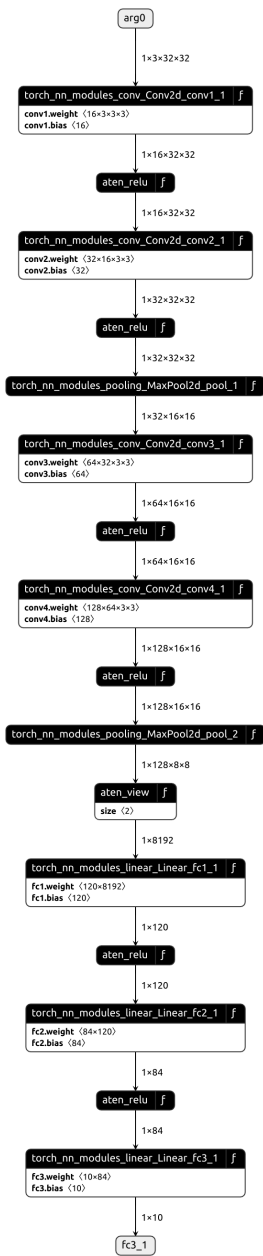 arg0
1×3×32×32
torch_nn_modules_conv_Conv2d_conv1_1 ƒ
conv1.weight 〈16×3×3×3〉
conv1.bias 〈16〉
1×16×32×32
aten_relu ƒ
1×16×32×32
torch_nn_modules_conv_Conv2d_conv2_1 ƒ
conv2.weight 〈32×16×3×3〉
conv2.bias 〈32〉
1×32×32×32
aten_relu ƒ
1×32×32×32
torch_nn_modules_pooling_MaxPool2d_pool_1 ƒ
1×32×16×16
torch_nn_modules_conv_Conv2d_conv3_1 ƒ
conv3.weight 〈64×32×3×3〉
conv3.bias 〈64〉
1×64×16×16
aten_relu ƒ
1×64×16×16
torch_nn_modules_conv_Conv2d_conv4_1 ƒ
conv4.weight 〈128×64×3×3〉
conv4.bias 〈128〉
1×128×16×16
aten_relu ƒ
1×128×16×16
torch_nn_modules_pooling_MaxPool2d_pool_2 ƒ
1×128×8×8
aten_view ƒ
size 〈2〉
1×8192
torch_nn_modules_linear_Linear_fc1_1 ƒ
fc1.weight 〈120×8192〉
fc1.bias 〈120〉
1×120
aten_relu ƒ
1×120
torch_nn_modules_linear_Linear_fc2_1 ƒ
fc2.weight 〈84×120〉
fc2.bias 〈84〉
1×84
aten_relu ƒ
1×84
torch_nn_modules_linear_Linear_fc3_1 ƒ
fc3.weight 〈10×84〉
fc3.bias 〈10〉
1×10
fc3_1